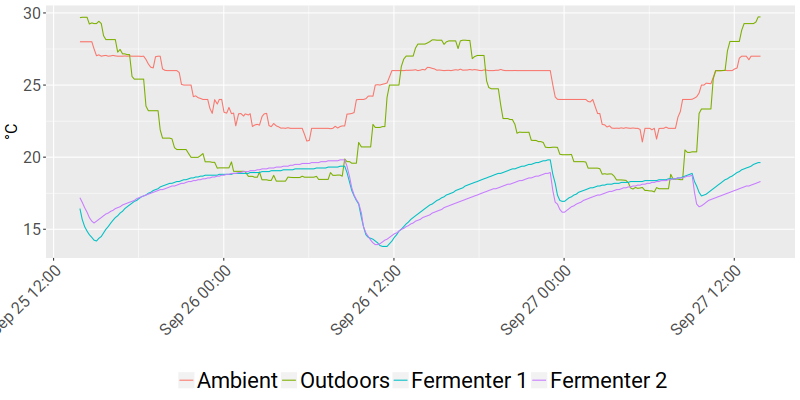 30
25
20
15
°C
Sep 25 12:00
Sep 26 00:00
Sep 26 12:00
Sep 27 00:00
Sep 27 12:00
Ambient Outdoors Fermenter 1 Fermenter 2